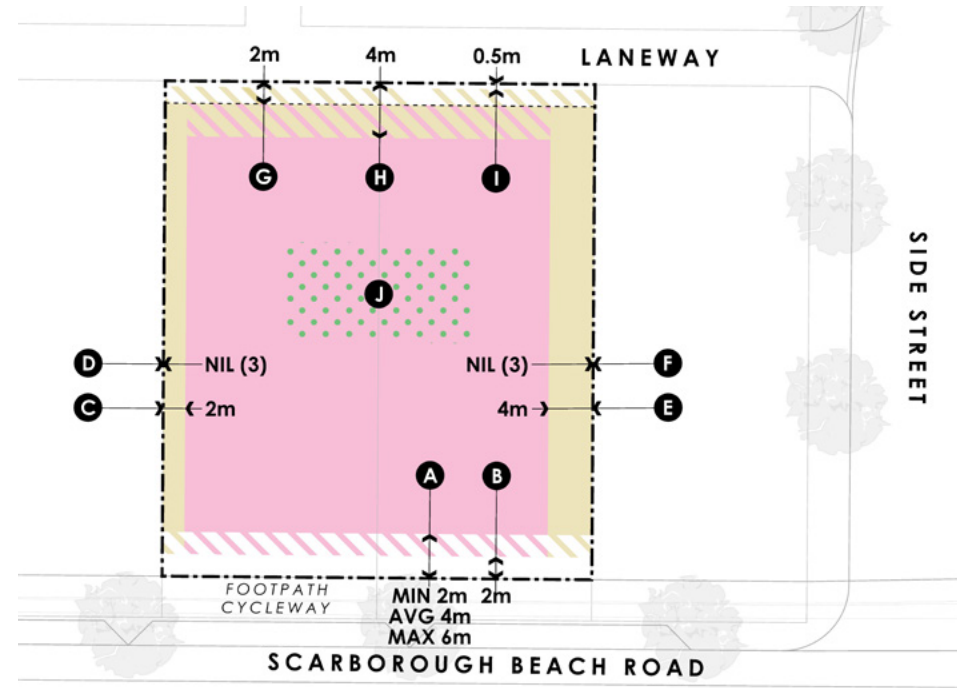 2m 4m 0.5m LANEWAY
G H I
J
D NIL (3) NIL (3) F
C 2m 4m E
A B
SIDE STREET
FOOTPATH
CYCLEWAY
MIN 2m 2m
AVG 4m
MAX 6m
SCARBOROUGH BEACH ROAD